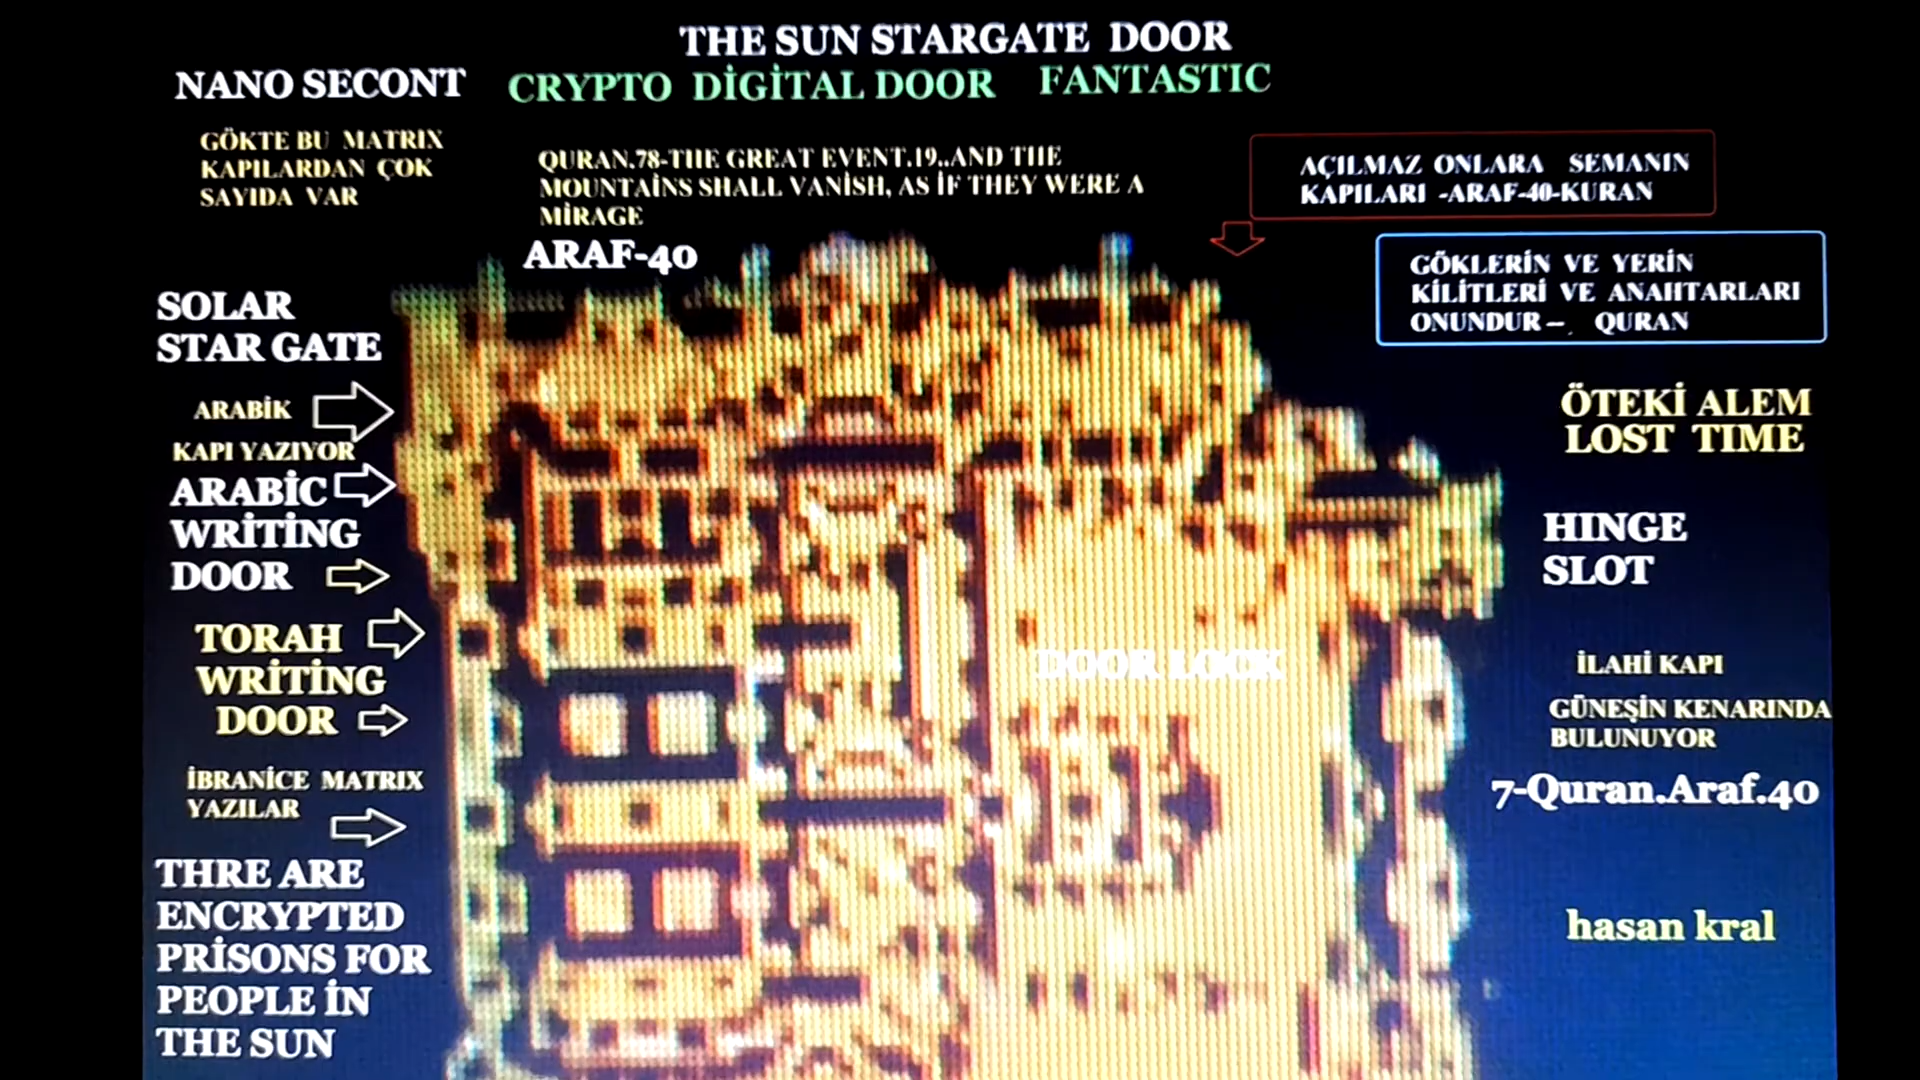 THE SUN STARGATE DOOR
NANO SECONT
CRYPTO DİGİTAL DOOR FANTASTIC
GÖKTE BU MATRIX
KAPILARDAN ÇOK
SAYIDA VAR
QURAN.78-THE GREAT EVENT.19..AND THE
MOUNTAİNS SHALL VANISH, AS İF THEY WERE A
MİRAGE
ARAF-40
AÇILMAZ ONLARA SEMANIN
KAPILARI -ARAF-40-KURAN
GÖKLERİN VE YERİN
KİLİTLERİ VE ANAHTARLARI
ONUNDUR – QURAN
SOLAR
STAR GATE
ARABİK
KAPI YAZIYOR
ARABİC
WRİTİNG
DOOR
TORAH
WRİTİNG
DOOR
İBRANİCE MATRIX
YAZILAR
THRE ARE
ENCRYPTED
PRİSONS FOR
PEOPLE İN
THE SUN
DOOR LOCK
ÖTEKİ ALEM
LOST TIME
HINGE
SLOT
İLAHİ KAPI
GÜNEŞİN KENARINDA
BULUNUYOR
7-Quran.Araf.40
hasan kral